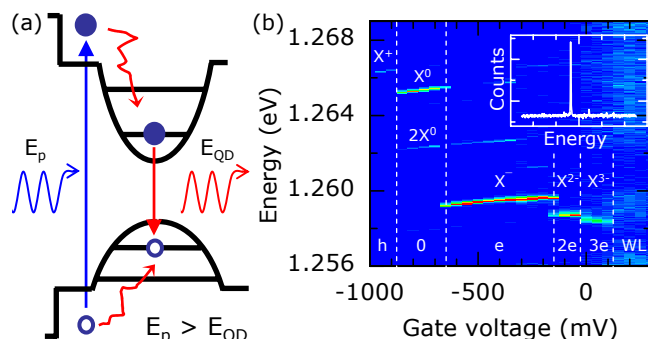 (a)
E_p
E_QD
E_p > E_QD
(b)
Energy (eV)
1.268
1.264
1.260
1.256
X⁺
X⁰
2X⁰
X⁻
X²⁻
X³⁻
h
0
e
2e
3e
WL
Counts
Energy
-1000
-500
0
Gate voltage (mV)